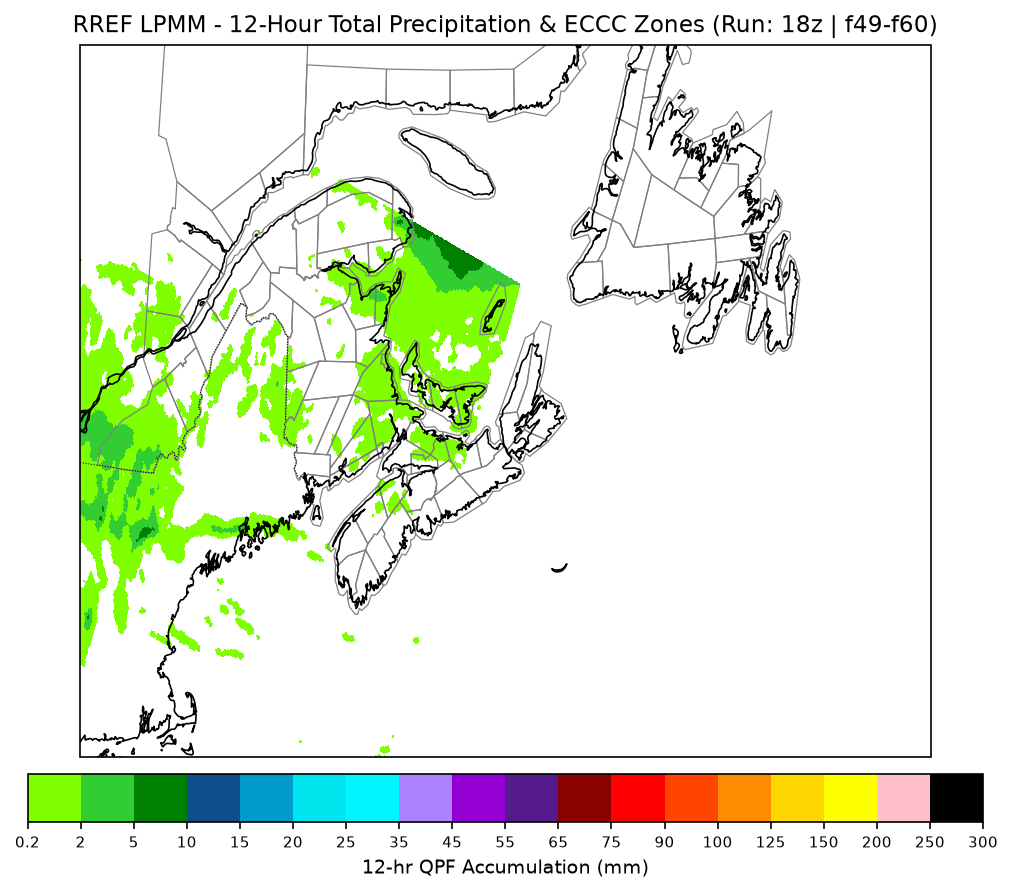 RREF LPMM - 12-Hour Total Precipitation & ECCC Zones (Run: 18z | f49-f60)
0.2 2 5 10 15 20 25 35 45 55 65 75 90 100 125 150 200 250 300
12-hr QPF Accumulation (mm)